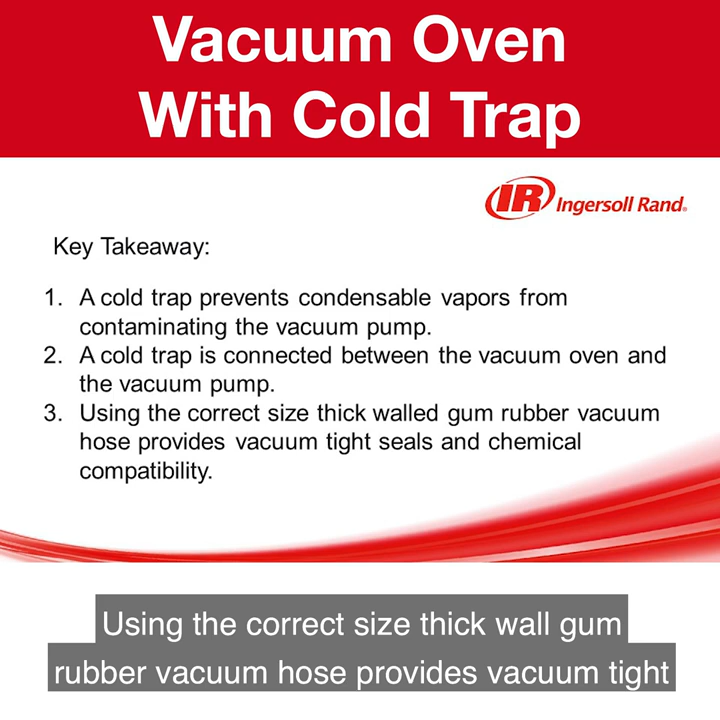 Vacuum Oven
With Cold Trap
IR Ingersoll Rand®
Key Takeaway:
1. A cold trap prevents condensable vapors from
contaminating the vacuum pump.
2. A cold trap is connected between the vacuum oven and
the vacuum pump.
3. Using the correct size thick walled gum rubber vacuum
hose provides vacuum tight seals and chemical
compatibility.
Using the correct size thick wall gum
rubber vacuum hose provides vacuum tight